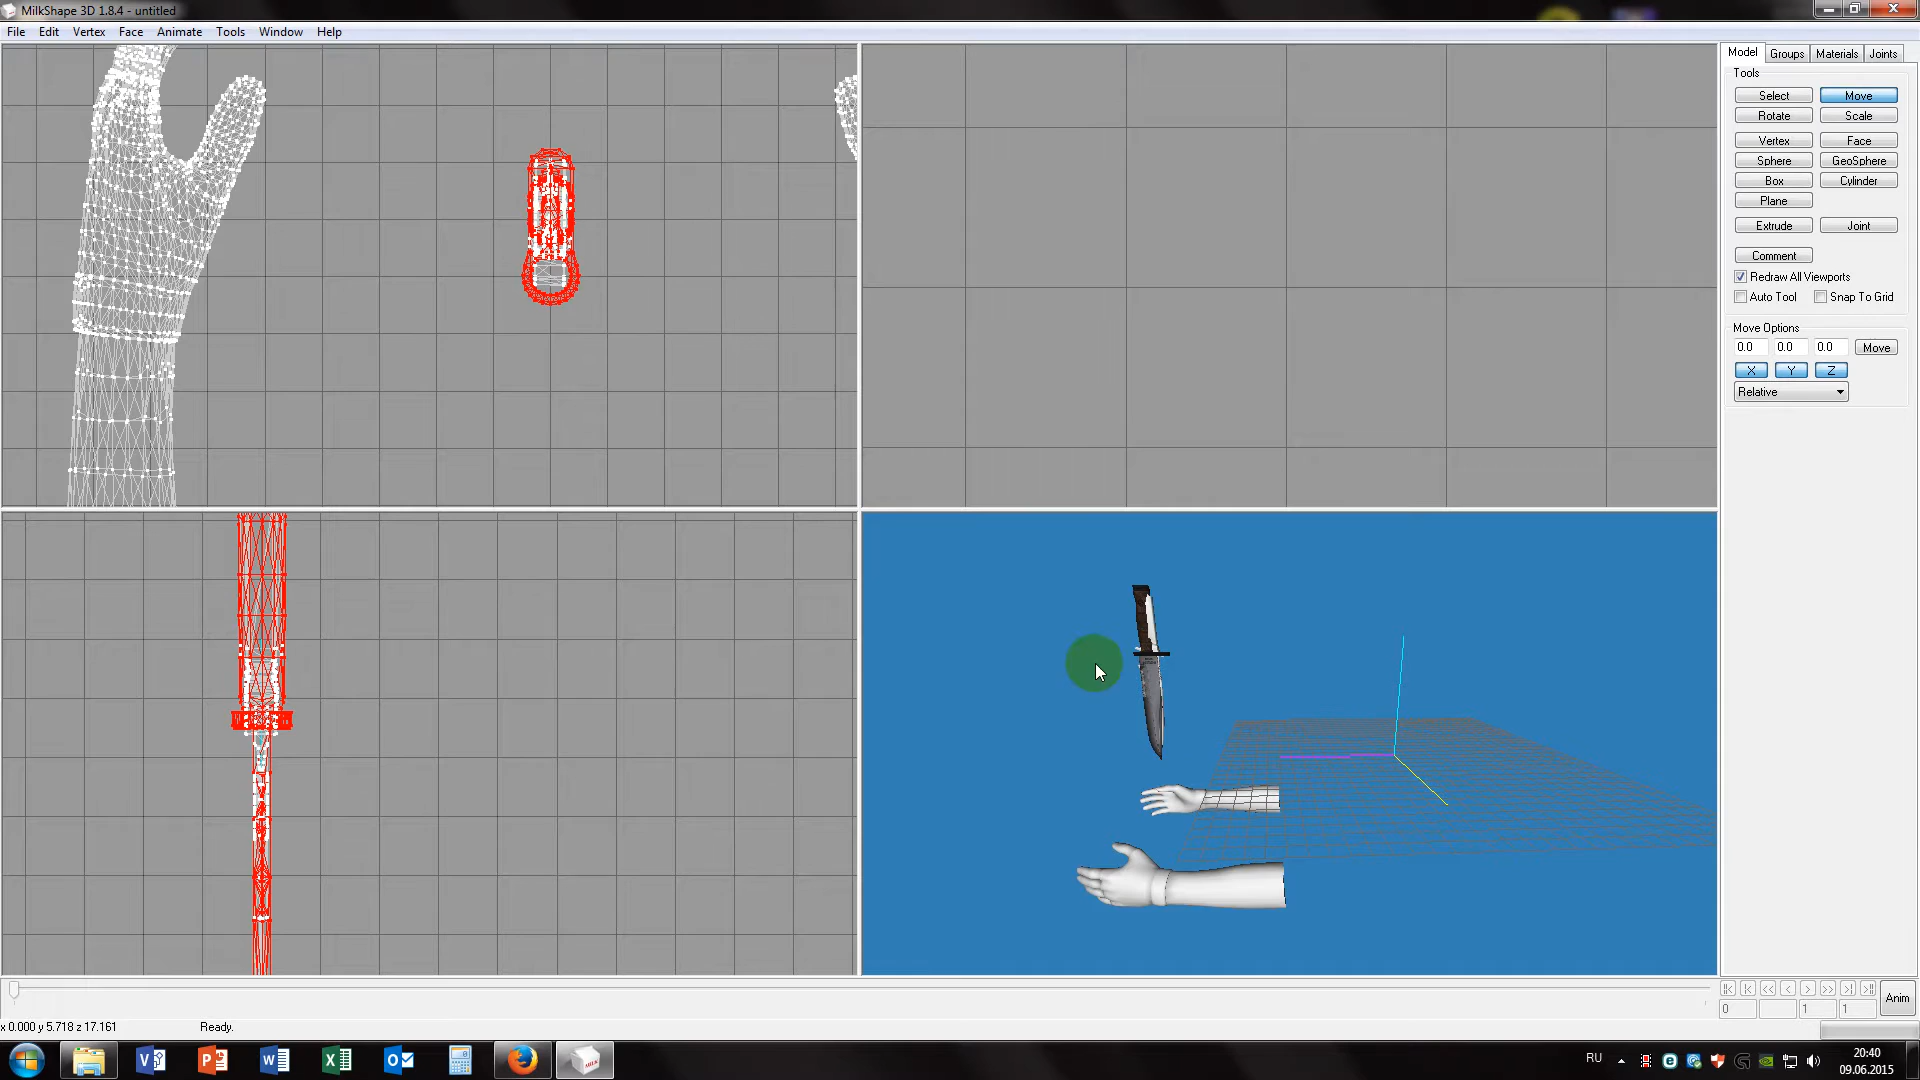 MilkShape 3D 1.8.4 - untitled
File Edit Vertex Face Animate Tools Window Help
Model Groups Materials Joints
Tools
Select Move
Rotate Scale
Vertex Face
Sphere GeoSphere
Box Cylinder
Plane
Extrude Joint
Comment
Redraw All Viewports
Auto Tool Snap To Grid
Move Options
0.0 0.0 0.0 Move
X Y Z
Relative
Anim
0 1 1
x 0.000 y 5.718 z 17.161 Ready.
RU
20:40
09.06.2015